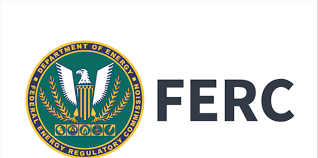 DEPARTMENT OF ENERGY
FEDERAL ENERGY REGULATORY COMMISSION
FERC